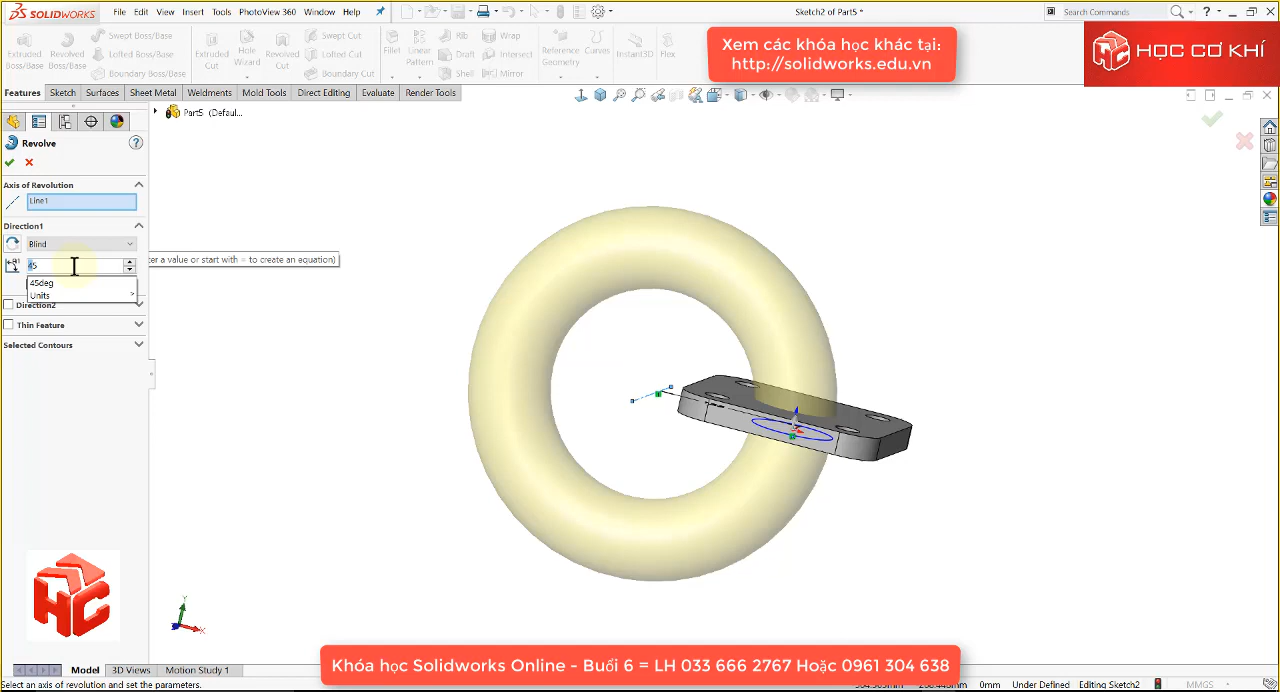 SOLIDWORKS
File Edit View Insert Tools PhotoView 360 Window Help
Sketch2 of Part5 *
Search Commands
Extruded Boss/Base
Revolved Boss/Base
Swept Boss/Base
Lofted Boss/Base
Boundary Boss/Base
Extruded Cut
Hole Wizard
Revolved Cut
Swept Cut
Lofted Cut
Boundary Cut
Fillet
Linear Pattern
Rib
Draft
Shell
Wrap
Intersect
Mirror
Reference Geometry
Curves
Instant3D
Flex
Xem các khóa học khác tại:
http://solidworks.edu.vn
HỌC CƠ KHÍ
Features Sketch Surfaces Sheet Metal Weldments Mold Tools Direct Editing Evaluate Render Tools
Part5 (Defaul...
Revolve
Axis of Revolution
Line1
Direction1
Blind
45
ter a value or start with = to create an equation)
45deg
Units
Direction2
Thin Feature
Selected Contours
HC
Y
X
Model 3D Views Motion Study 1
Khóa học Solidworks Online - Buổi 6 = LH 033 666 2767 Hoặc 0961 304 638
Select an axis of revolution and set the parameters.
0mm Under Defined Editing Sketch2 MMGS